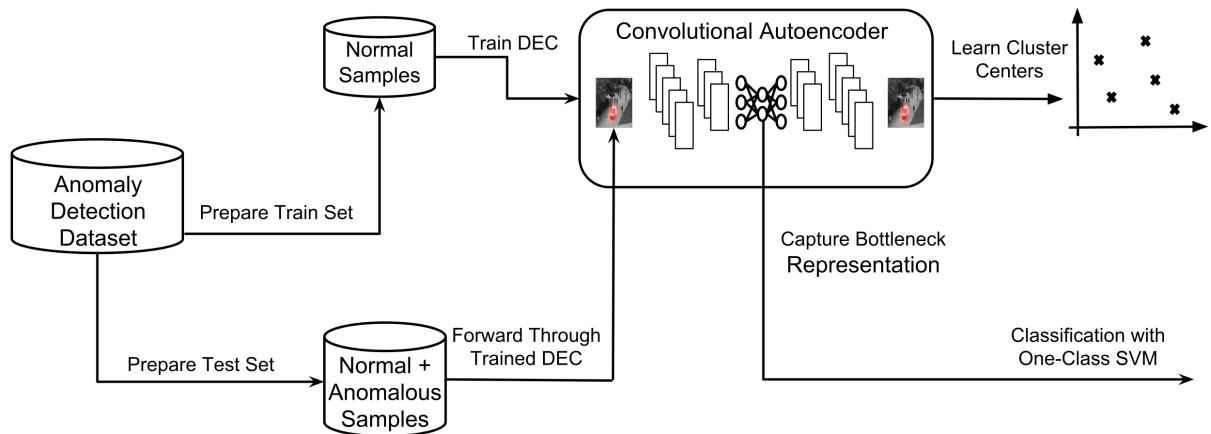 Normal
Samples
Train DEC
Convolutional Autoencoder
Learn Cluster
Centers
Anomaly
Detection
Dataset
Prepare Train Set
Capture Bottleneck
Representation
Prepare Test Set
Normal +
Anomalous
Samples
Forward Through
Trained DEC
Classification with
One-Class SVM